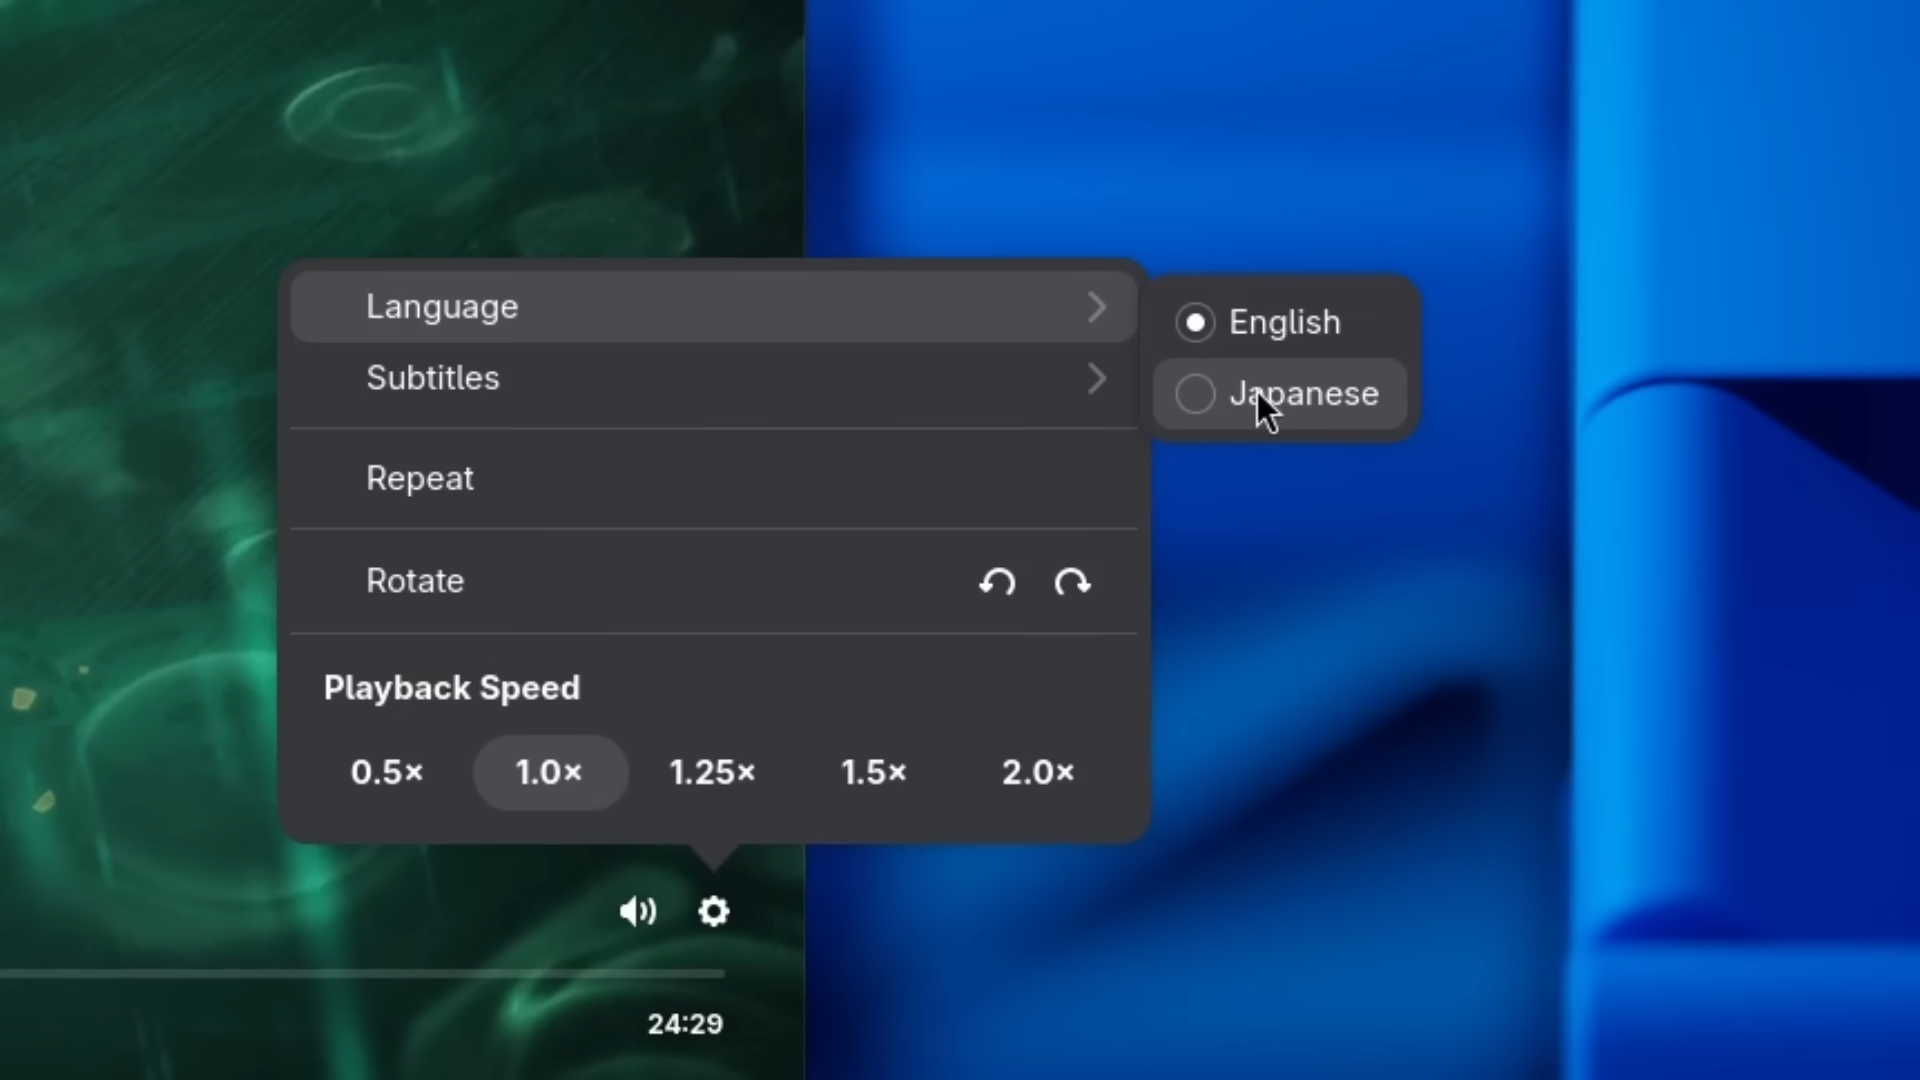 Language
English
Subtitles
Japanese
Repeat
Rotate
Playback Speed
0.5× 1.0× 1.25× 1.5× 2.0×
24:29